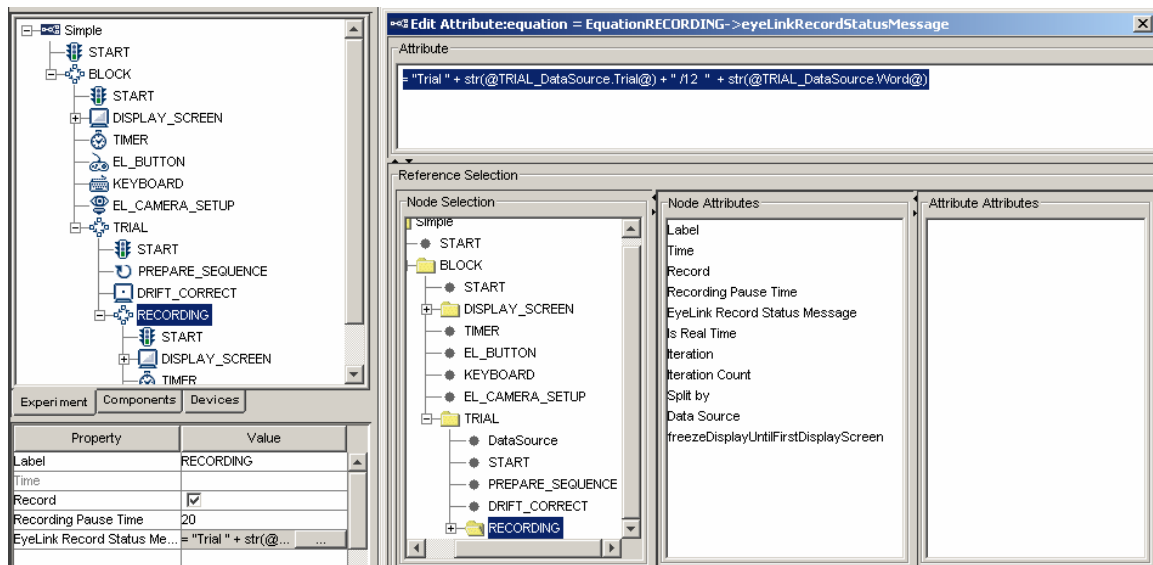 Simple
START
BLOCK
START
DISPLAY_SCREEN
TIMER
EL_BUTTON
KEYBOARD
EL_CAMERA_SETUP
TRIAL
START
PREPARE_SEQUENCE
DRIFT_CORRECT
RECORDING
START
DISPLAY_SCREEN
TIMER
Experiment Components Devices
Property Value
Label RECORDING
Time
Record
Recording Pause Time 20
EyeLink Record Status Me... = "Trial " + str(@... ...
Edit Attribute:equation = EquationRECORDING->eyeLinkRecordStatusMessage
Attribute
= "Trial " + str(@TRIAL_DataSource.Trial@) + " /12  "  + str(@TRIAL_DataSource.Word@)
Reference Selection
Node Selection
Simple
START
BLOCK
START
DISPLAY_SCREEN
TIMER
EL_BUTTON
KEYBOARD
EL_CAMERA_SETUP
TRIAL
DataSource
START
PREPARE_SEQUENCE
DRIFT_CORRECT
RECORDING
Node Attributes
Label
Time
Record
Recording Pause Time
EyeLink Record Status Message
Is Real Time
Iteration
Iteration Count
Split by
Data Source
freezeDisplayUntilFirstDisplayScreen
Attribute Attributes